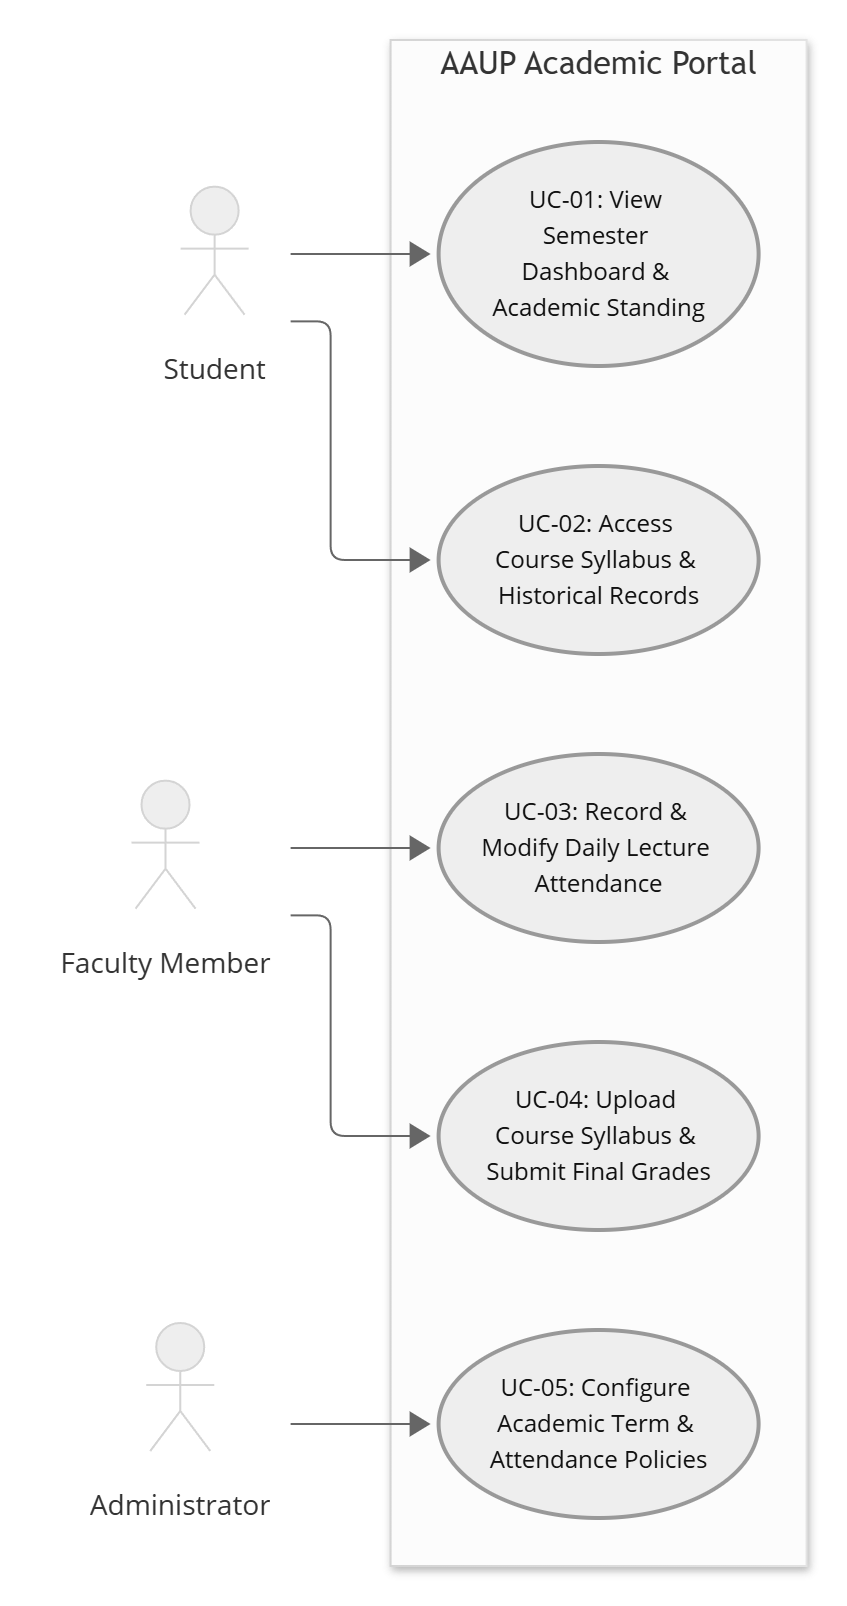 AAUP Academic Portal
UC-01: View
Semester
Dashboard &
Academic Standing
Student
UC-02: Access
Course Syllabus &
Historical Records
UC-03: Record &
Modify Daily Lecture
Attendance
Faculty Member
UC-04: Upload
Course Syllabus &
Submit Final Grades
UC-05: Configure
Academic Term &
Attendance Policies
Administrator